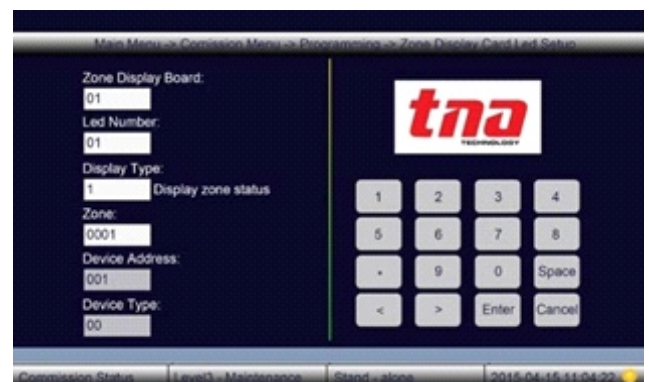 Main Menu -> Comission Menu -> Programming -> Zone Display Card Led Setup
Zone Display Board:
01
Led Number:
01
Display Type:
1 Display zone status
Zone:
0001
Device Address:
001
Device Type:
00
tna
TECHNOLOGY
1 2 3 4
5 6 7 8
. 9 0 Space
< > Enter Cancel
Commission Status Level3 - Maintenance Stand - alone 2015-04-15 11:04:22